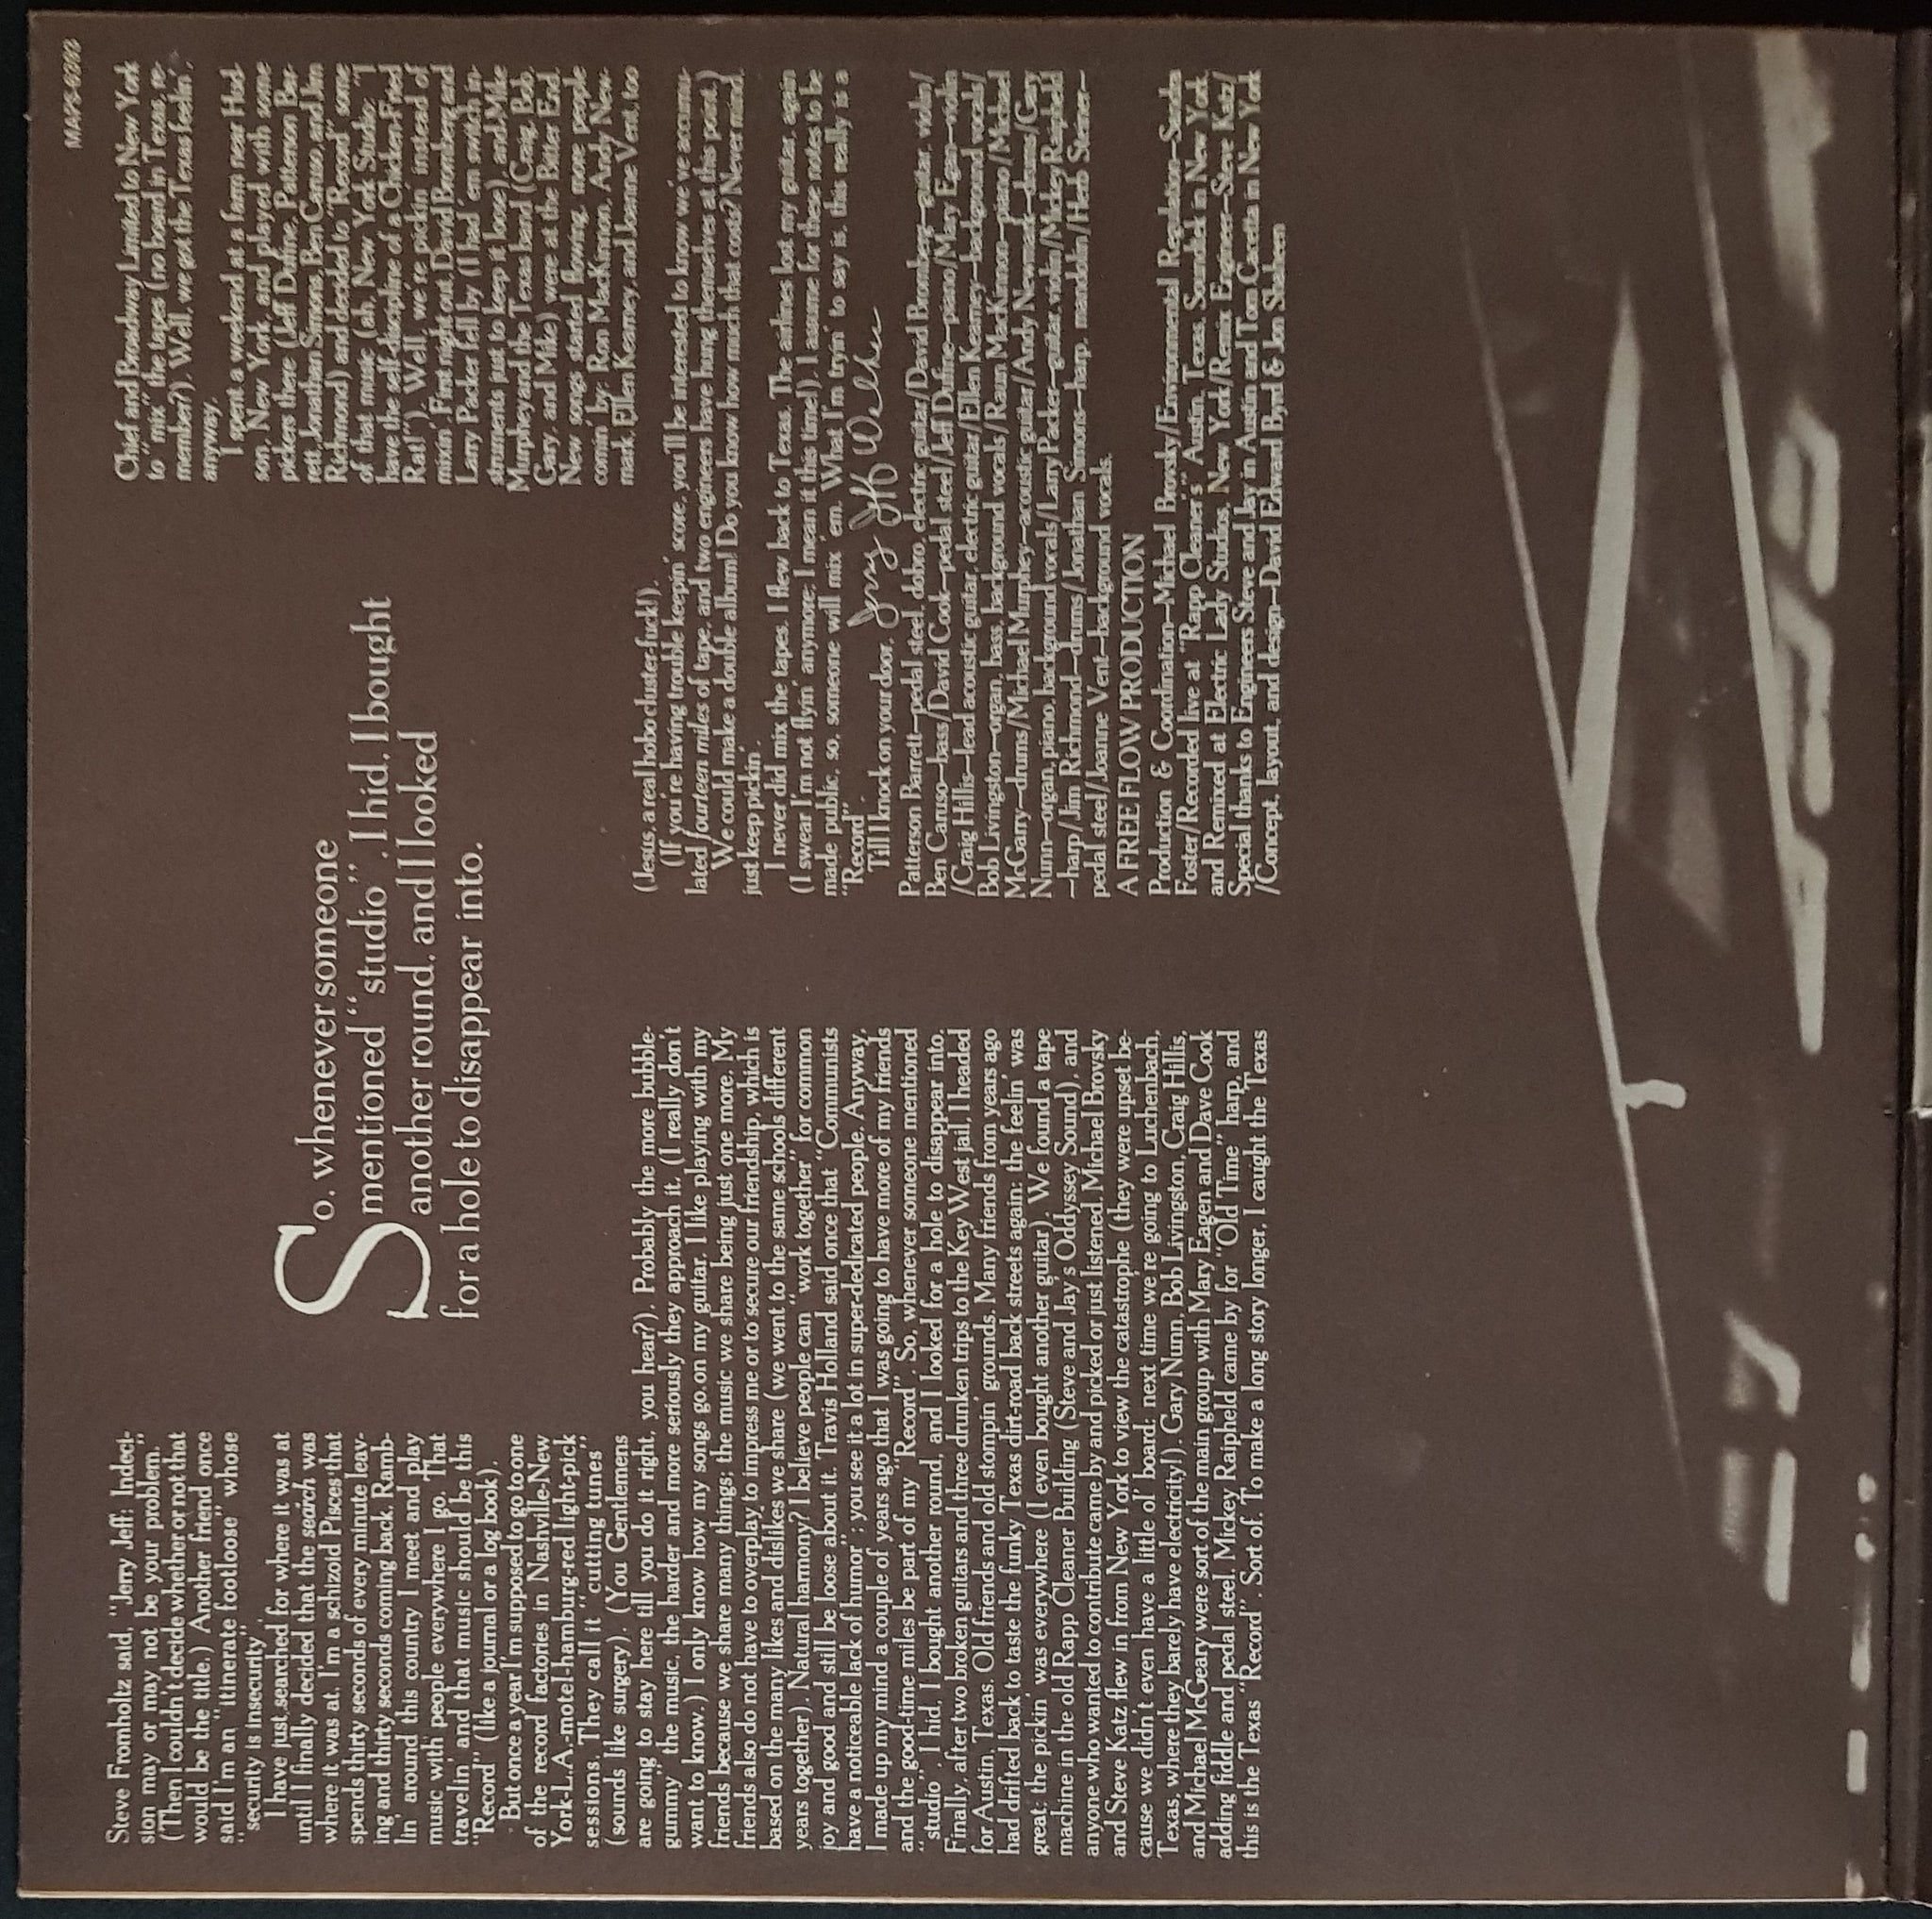 MAPS-6382
Steve Fromholtz said, "Jerry Jeff: Indeci-
sion may or may not be your problem."
(Then I couldn't decide whether or not that
would be the title.) Another friend once
said I'm an "itinerate footloose" whose
"security is insecurity".
I have just searched for where it was at
until I finally decided that the search was
where it was at. I'm a schizoid Pisces that
spends thirty seconds of every minute leav-
ing and thirty seconds coming back. Ramb-
lin' around this country I meet and play
music with people everywhere I go. That
travelin' and that music should be this
"Record" (like a journal or a log book).
But once a year I'm supposed to go to one
of the record factories in Nashville-New
York-L.A.-motel-hamburg-red light-pick
sessions. They call it "cutting tunes"
(sounds like surgery). (You Gentlemens
are going to stay here till you do it right, you hear?). Probably the more bubble-
gummy the music, the harder and more seriously they approach it. (I really don't
want to know.) I only know how my songs go on my guitar. I like playing with my
friends because we share many things; the music we share being just one more. My
friends also do not have to overplay to impress me or to secure our friendship, which is
based on the many likes and dislikes we share (we went to the same schools different
years together). Natural harmony? I believe people can "work together" for common
joy and good and still be loose about it. Travis Holland said once that "Communists
have a noticeable lack of humor"; you see it a lot in super-dedicated people. Anyway,
I made up my mind a couple of years ago that I was going to have more of my friends
and the good-time miles be part of my "Record". So, whenever someone mentioned
"studio", I hid, I bought another round, and I looked for a hole to disappear into.
Finally, after two broken guitars and three drunken trips to the Key West jail, I headed
for Austin, Texas. Old friends and old stompin' grounds. Many friends from years ago
had drifted back to taste the funky Texas dirt-road back streets again: the feelin' was
great; the pickin' was everywhere (I even bought another guitar). We found a tape
machine in the old Rapp Cleaner Building (Steve and Jay's Oddyssey Sound), and
anyone who wanted to contribute came by and picked or just listened. Michael Brovsky
and Steve Katz flew in from New York to view the catastrophe (they were upset be-
cause we didn't even have a little ol' board; next time we're going to Luchenbach,
Texas, where they barely have electricity!). Gary Nunn, Bob Livingston, Craig Hillis,
and Michael McGeary were sort of the main group with Mary Eagen and Dave Cook
adding fiddle and pedal steel. Mickey Raipheld came by for "Old Time" harp, and
this is the Texas "Record". Sort of. To make a long story longer, I caught the Texas
So, whenever someone
mentioned "studio", I hid, I bought
another round, and I looked
for a hole to disappear into.
Chief and Broadway Limited to New York
to "mix" the tapes (no board in Texas, re-
member?). Well, we got the Texas feelin',
anyway.
I spent a weekend at a farm near Hud-
son, New York, and played with some
pickers there (Jeff Dufine, Patterson Bar-
rett, Jonathan Simons, Ben Caruso, and Jim
Richmond) and decided to "Record" some
of that music (ah, New York Study: "I
have the self-discipline of a Chicken-Fried
Rat!"). Well, we're pickin' instead of
mixin'. First night out, David Bromberg and
Larry Packer fell by (I had 'em switch in-
struments just to keep it loose), and Mike
Murphey and the Texas band (Craig, Bob,
Gary, and Mike) were at the Bitter End.
New songs started flowing, more people
comin' by: Ron MacKinnon, Andy New-
mark, Ellen Kearney, and Joanne Vent, too
(Jesus, a real hobo cluster-fuck!).
(If you're having trouble keepin' score, you'll be interested to know we've accumu-
lated fourteen miles of tape, and two engineers have hung themselves at this point.)
We could make a double album! Do you know how much that costs? Never mind,
just keep pickin'.
I never did mix the tapes. I flew back to Texas. The airlines lost my guitar, again
(I swear I'm not flyin' anymore; I mean it this time!). I assume for these notes to be
made public, so, someone will mix 'em. What I'm tryin' to say is, this really is a
"Record".
Till I knock on your door,
Jerry Jeff Walker
Patterson Barrett—pedal steel, dobro, electric guitar/David Bromberg—guitar, violin/
Ben Caruso—bass/David Cook—pedal steel/Jeff Dufine—piano/Mary Egan—violin
/Craig Hillis—lead acoustic guitar, electric guitar/Ellen Kearney—background vocals/
Bob Livingston—organ, bass, background vocals/Raun MacKinnon—piano/Michael
McGarry—drums/Michael Murphey—acoustic guitar/Andy Newmark—drums/Gary
Nunn—organ, piano, background vocals/Larry Packer—guitar, violin/Mickey Raiphield
—harp/Jim Richmond—drums/Jonathan Simons—harp, mandolin/Herb Steiner—
pedal steel/Joanne Vent—background vocals.
A FREE FLOW PRODUCTION
Production & Coordination—Michael Brovsky/Environmental Regulation—Sandra
Foster/Recorded live at "Rapp Cleaner's" Austin, Texas, Soundak in New York,
and Remixed at Electric Lady Studios, New York/Remix Engineer—Steve Katz/
Special thanks to Engineers Steve and Jay in Austin and Tom Carretta in New York
/Concept, layout, and design—David Edward Byrd & Jan Shaheen